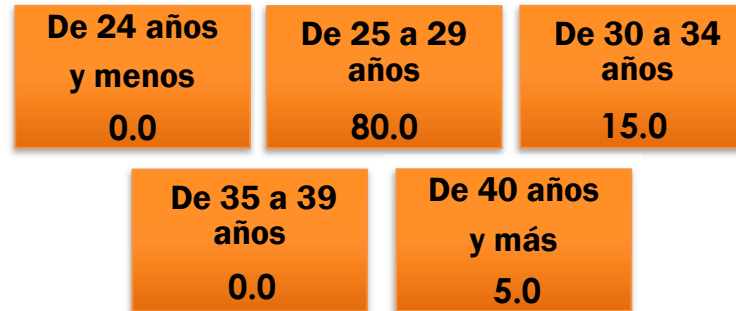 De 24 años
y menos
0.0
De 25 a 29
años
80.0
De 30 a 34
años
15.0
De 35 a 39
años
0.0
De 40 años
y más
5.0